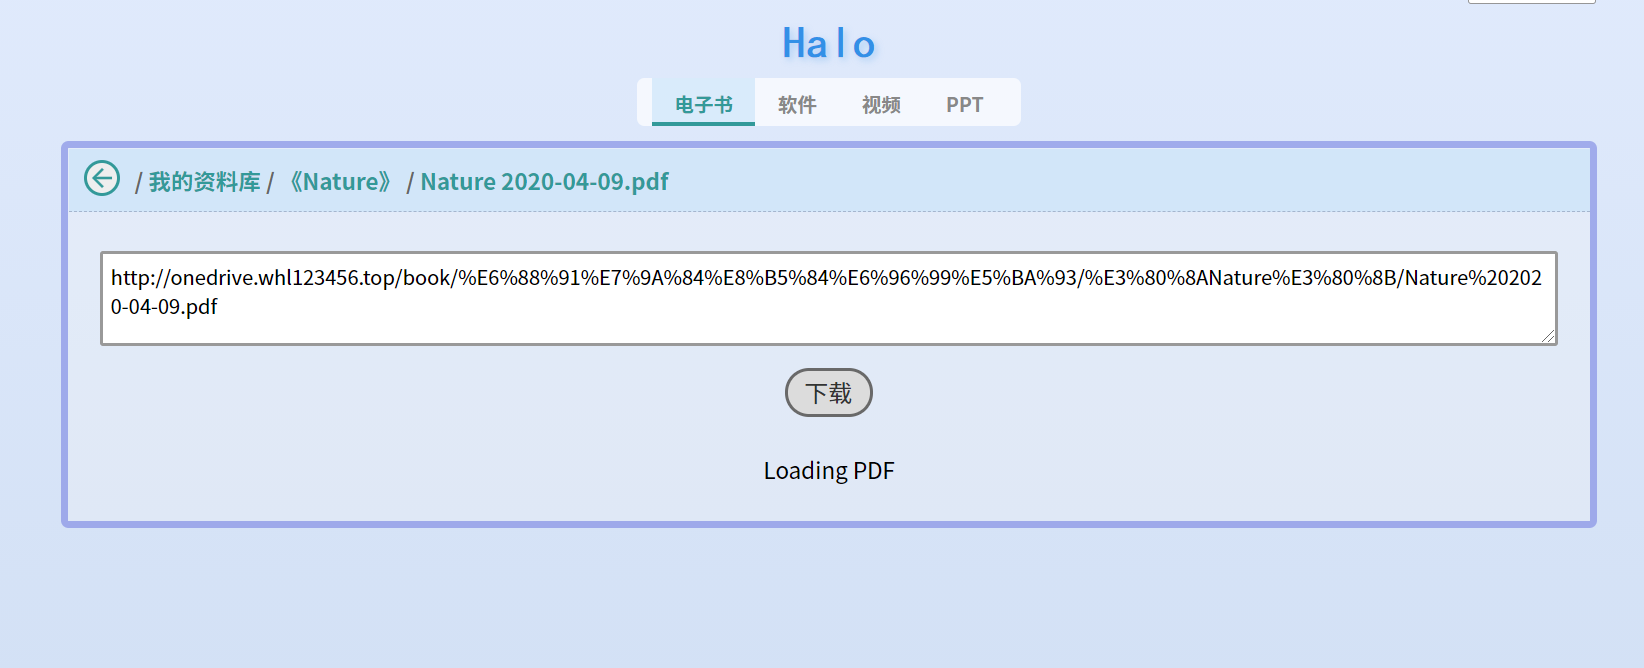 Halo
电子书 软件 视频 PPT
/ 我的资料库 / 《Nature》 / Nature 2020-04-09.pdf
http://onedrive.whl123456.top/book/%E6%88%91%E7%9A%84%E8%B5%84%E6%96%99%E5%BA%93/%E3%80%8ANature%E3%80%8B/Nature%20202
0-04-09.pdf
下载
Loading PDF